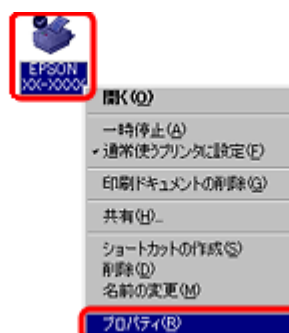 EPSON
XX-XXXX
開く(O)
一時停止(A)
通常使うプリンタに設定(F)
印刷ドキュメントの削除(G)
共有(H)...
ショートカットの作成(S)
削除(D)
名前の変更(M)
プロパティ(R)